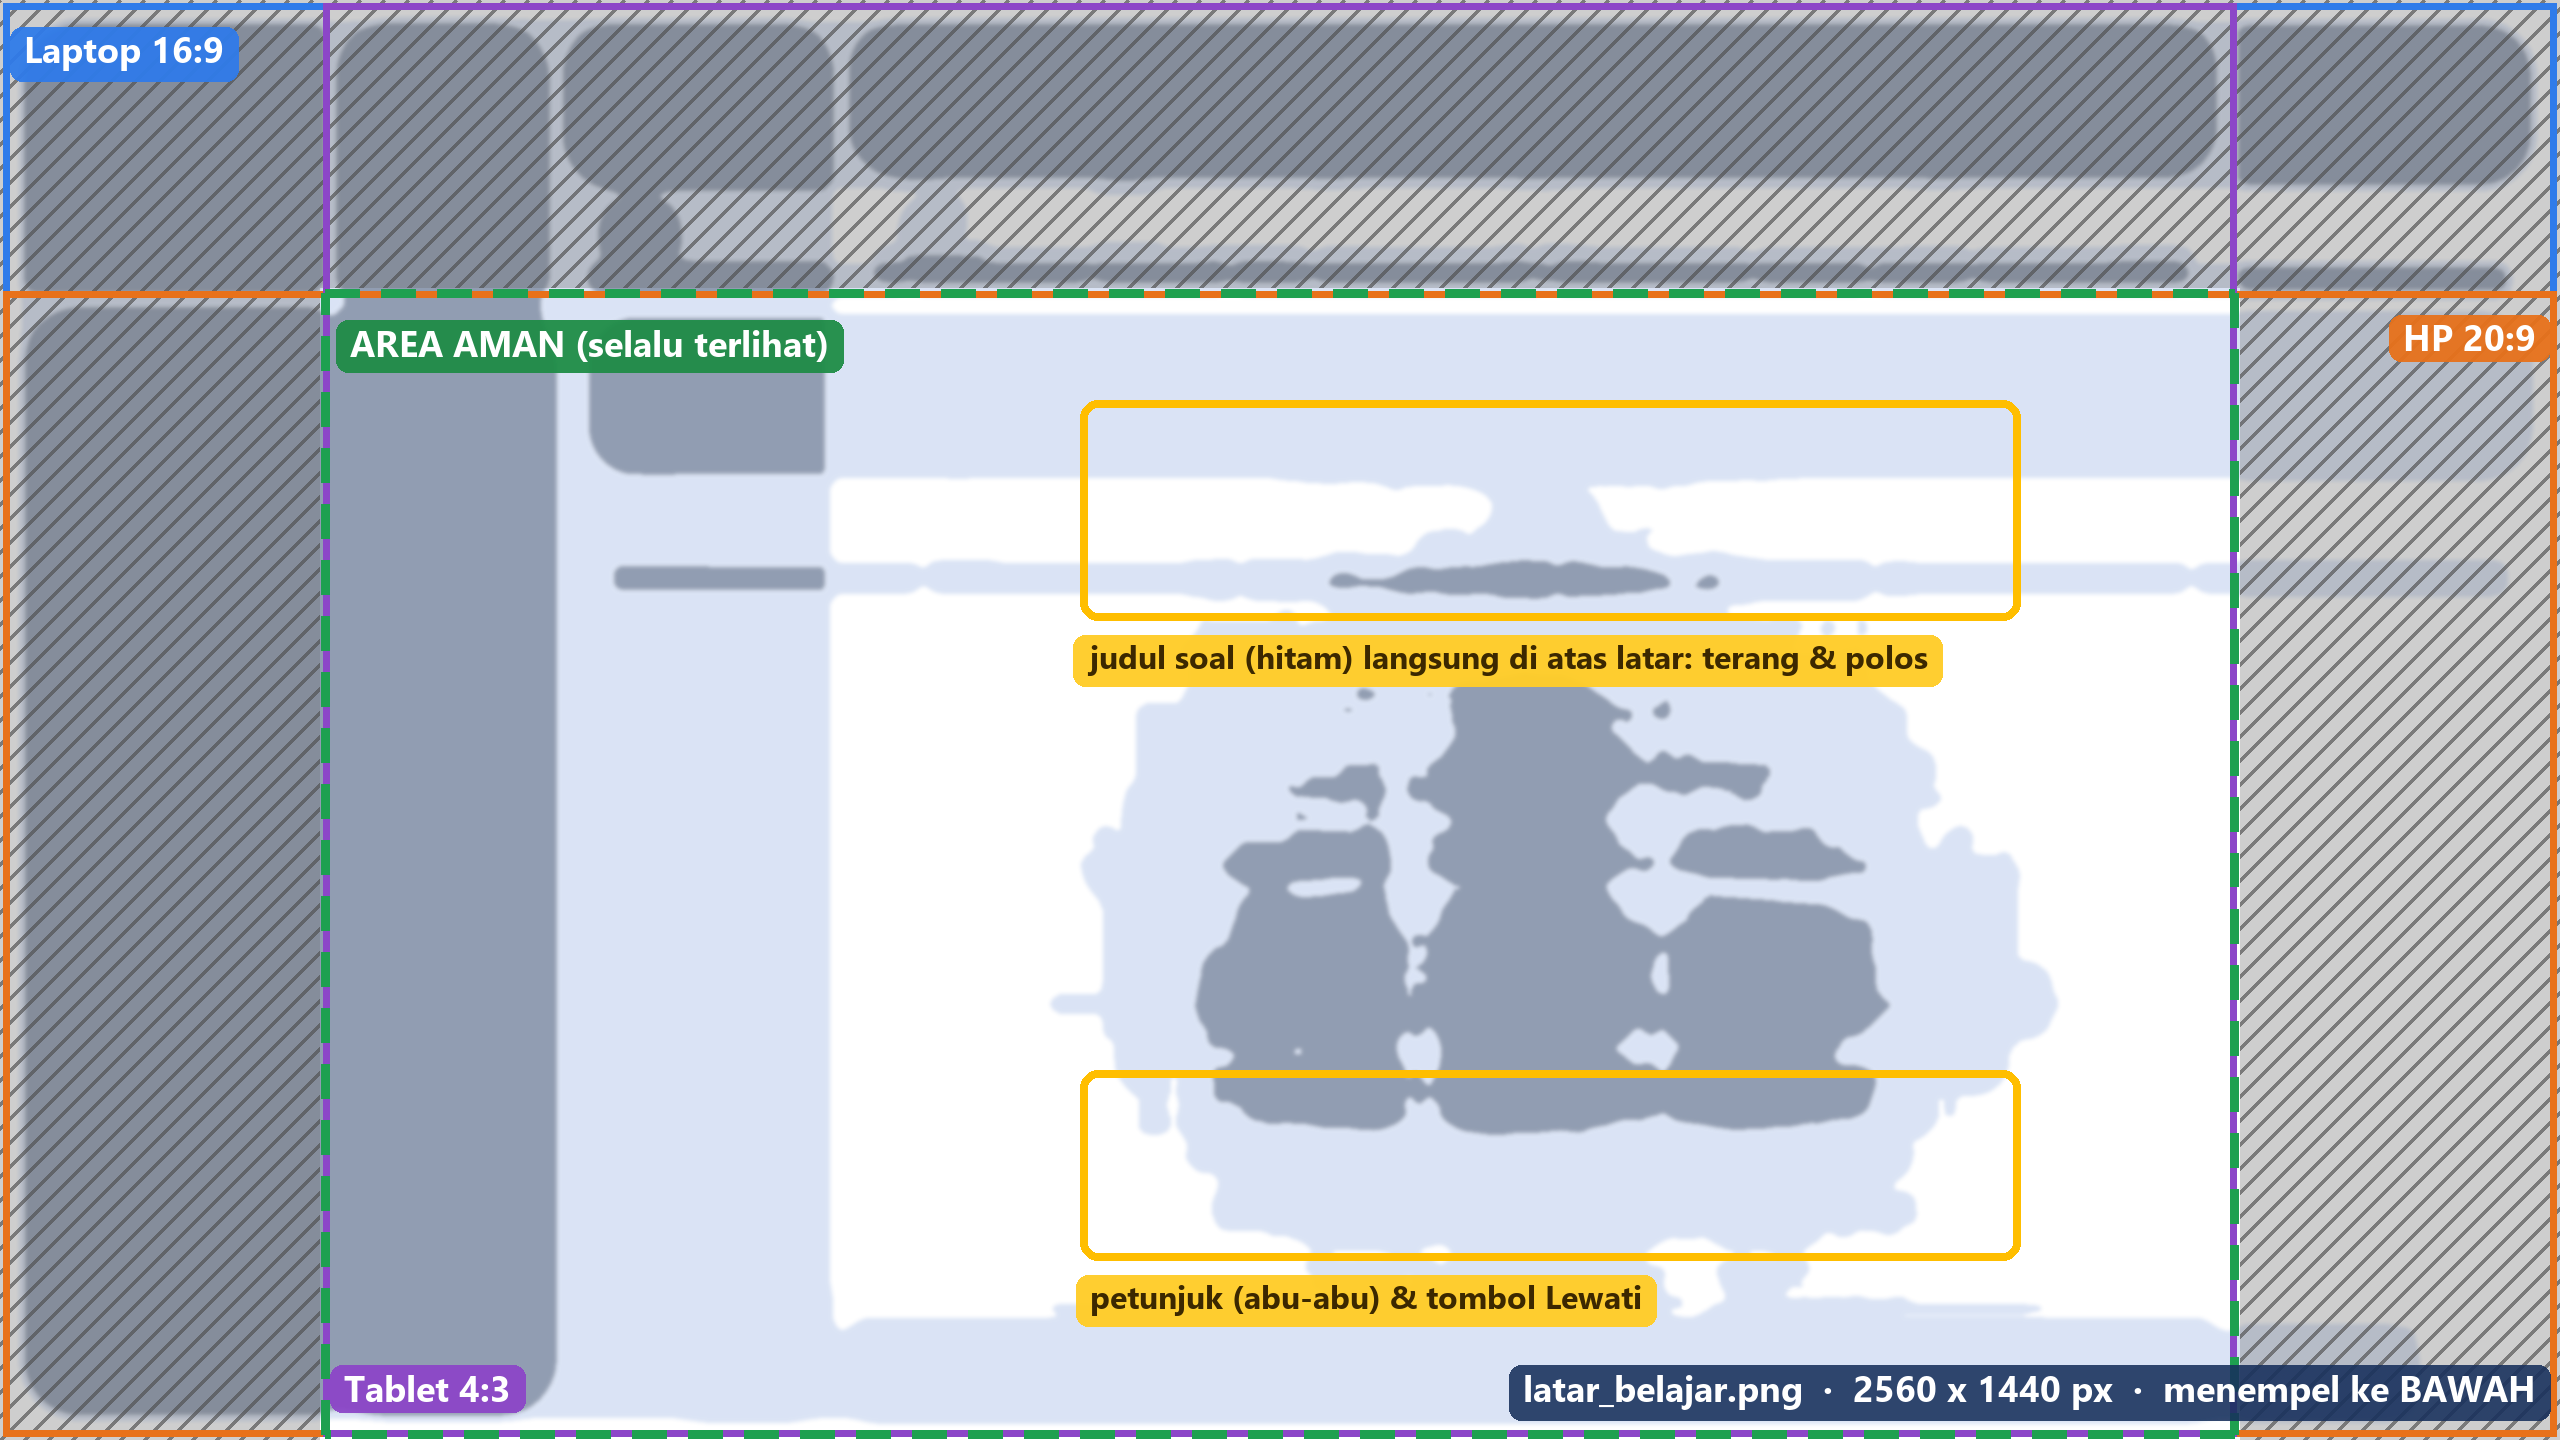 Laptop 16:9
AREA AMAN (selalu terlihat)
HP 20:9
judul soal (hitam) langsung di atas latar: terang & polos
petunjuk (abu-abu) & tombol Lewati
Tablet 4:3
latar_belajar.png · 2560 x 1440 px · menempel ke BAWAH